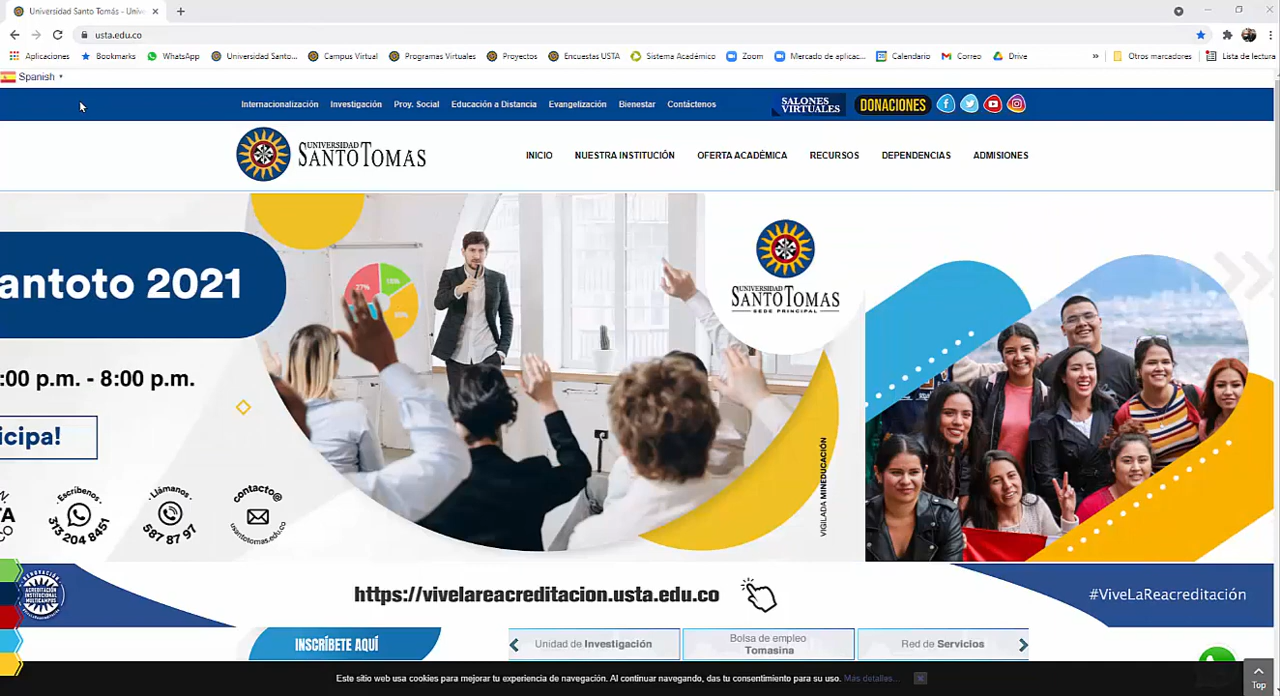 Universidad Santo Tomás - Univ
usta.edu.co
Aplicaciones
Bookmarks
WhatsApp
Universidad Santo...
Campus Virtual
Programas Virtuales
Proyectos
Encuestas USTA
Sistema Académico
Zoom
Mercado de aplicac...
Calendario
Correo
Drive
»
Otros marcadores
Lista de lectura
Spanish
Internacionalización
Investigación
Proy. Social
Educación a Distancia
Evangelización
Bienestar
Contáctenos
SALONES
VIRTUALES
DONACIONES
UNIVERSIDAD
SANTO TOMAS
INICIO
NUESTRA INSTITUCIÓN
OFERTA ACADÉMICA
RECURSOS
DEPENDENCIAS
ADMISIONES
antoto 2021
:00 p.m. - 8:00 p.m.
icipa!
·Escríbenos·
313 204 8451
·Llámanos·
587 87 97
contacto@
usantotomas.edu.co
27%
UNIVERSIDAD
SANTO TOMAS
SEDE PRINCIPAL
VIGILADA MINEDUCACIÓN
ACREDITACIÓN
INSTITUCIONAL
MULTICAMPUS
https://vivelareacreditacion.usta.edu.co
#ViveLaReacreditación
INSCRÍBETE AQUÍ
Unidad de Investigación
Bolsa de empleo
Tomasina
Red de Servicios
Este sitio web usa cookies para mejorar tu experiencia de navegación. Al continuar navegando, das tu consentimiento para su uso. Más detalles...
x
Top